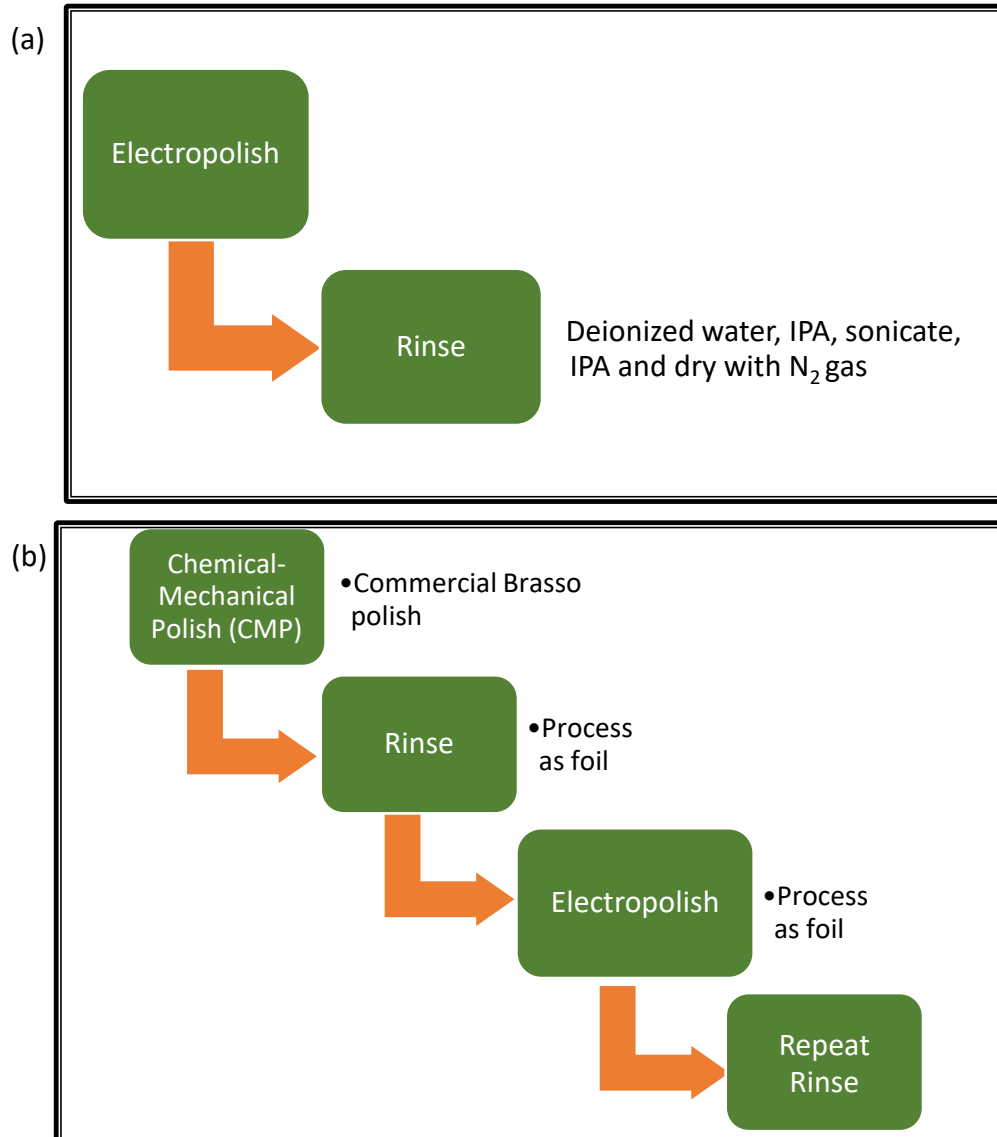 (a)
Electropolish
Rinse
Deionized water, IPA, sonicate,
IPA and dry with N₂ gas
(b)
Chemical-
Mechanical
Polish (CMP)
•Commercial Brasso
polish
Rinse
•Process
as foil
Electropolish
•Process
as foil
Repeat
Rinse